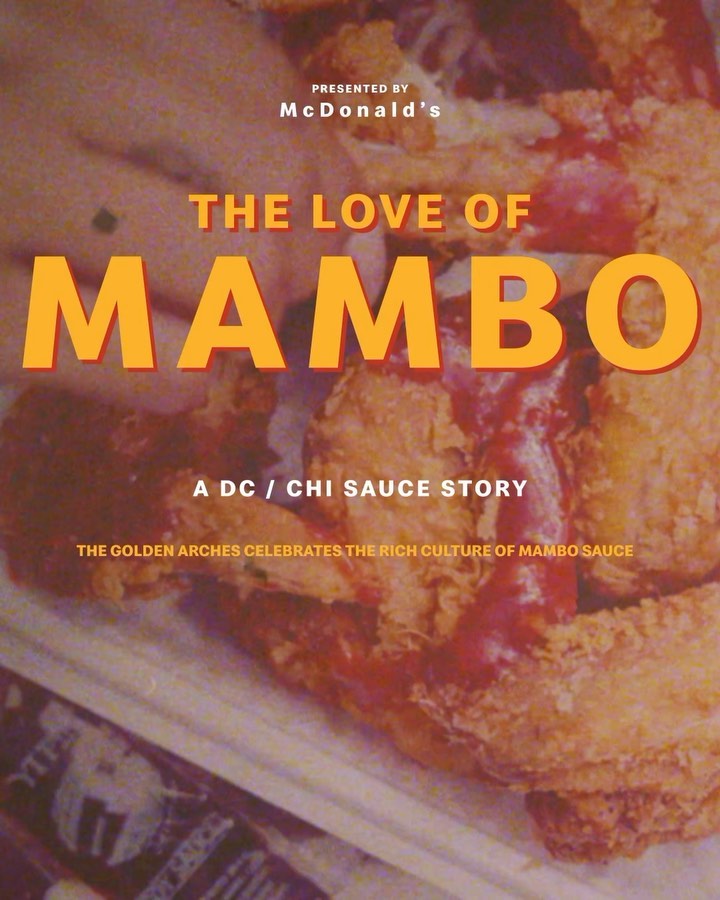 PRESENTED BY
McDonald's
THE LOVE OF
MAMBO
A DC / CHI SAUCE STORY
THE GOLDEN ARCHES CELEBRATES THE RICH CULTURE OF MAMBO SAUCE